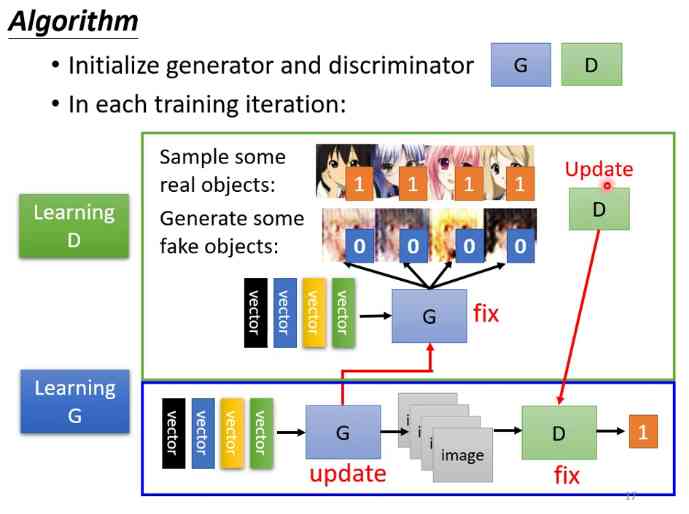 Algorithm
• Initialize generator and discriminator G D
• In each training iteration:
Learning
D
Sample some
real objects:
1 1 1 1
Generate some
fake objects:
0 0 0 0
Update
D
vector vector vector vector
G fix
Learning
G
vector vector vector vector
G
update
i i i image
D
fix
1
17